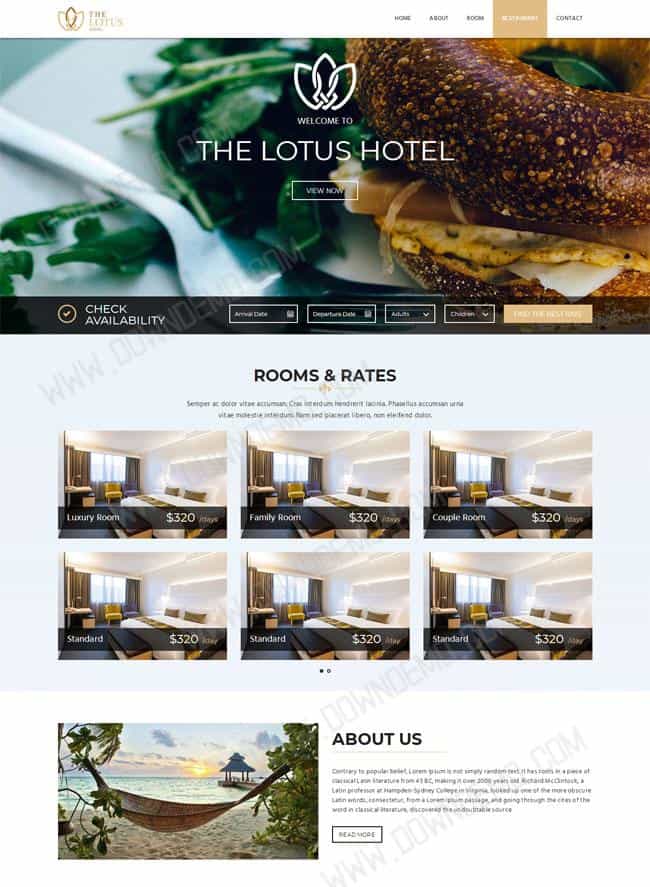 THE
LOTUS
HOTEL
HOME ABOUT ROOM RESTAURANT CONTACT
WELCOME TO
THE LOTUS HOTEL
VIEW NOW
CHECK
AVAILABILITY
Arrival Date Departure Date Adults Children FIND THE BEST RATE
ROOMS & RATES
Semper ac dolor vitae accumsan. Cras interdum hendrerit lacinia. Phasellus accumsan urna
vitae molestie interdum. Nam sed placerat libero, non eleifend dolor.
Luxury Room $320 /days
Family Room $320 /days
Couple Room $320 /days
Standard $320 /day
Standard $320 /day
Standard $320 /day
ABOUT US
Contrary to popular belief, Lorem Ipsum is not simply random text. It has roots in a piece of
classical Latin literature from 45 BC, making it over 2000 years old. Richard McClintock, a
Latin professor at Hampden-Sydney College in Virginia, looked up one of the more obscure
Latin words, consectetur, from a Lorem Ipsum passage, and going through the cites of the
word in classical literature, discovered the undoubtable source
READ MORE
WWW.DOWNDEMO.COM